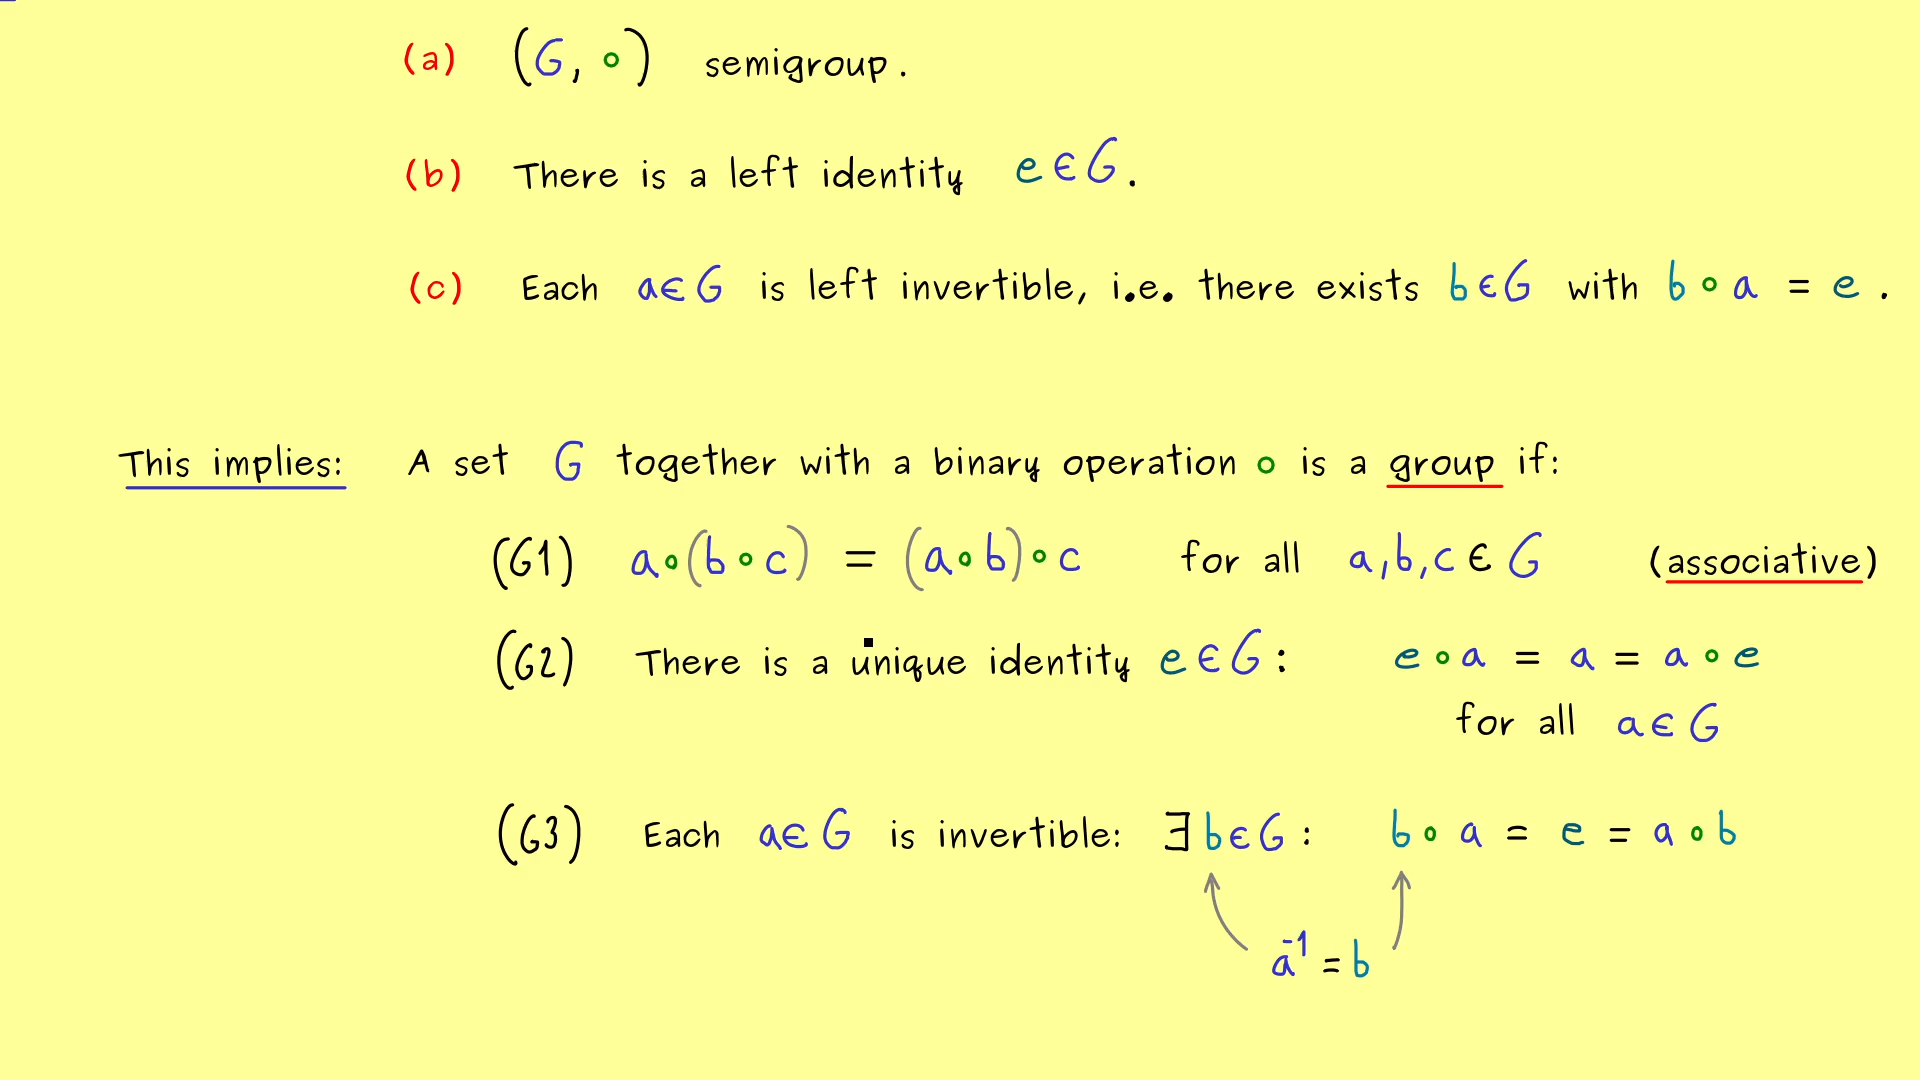 (a) (G, ∘) semigroup.
(b) There is a left identity e ∈ G.
(c) Each a ∈ G is left invertible, i.e. there exists b ∈ G with b ∘ a = e.
This implies: A set G together with a binary operation ∘ is a group if:
(G1) a ∘ (b ∘ c) = (a ∘ b) ∘ c for all a, b, c ∈ G (associative)
(G2) There is a unique identity e ∈ G: e ∘ a = a = a ∘ e
for all a ∈ G
(G3) Each a ∈ G is invertible: ∃ b ∈ G: b ∘ a = e = a ∘ b
a⁻¹ = b